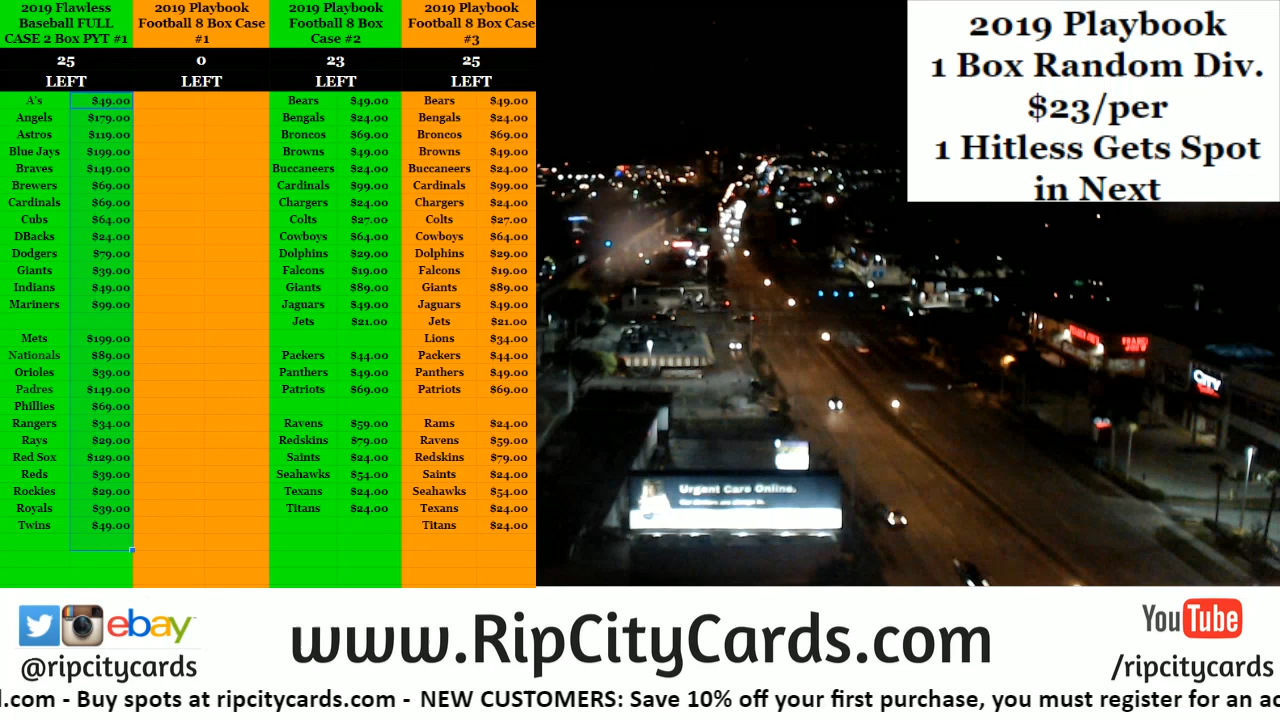 2019 Flawless
Baseball FULL
CASE 2 Box PYT #1
25
LEFT
A's $49.00
Angels $179.00
Astros $119.00
Blue Jays $199.00
Braves $149.00
Brewers $69.00
Cardinals $69.00
Cubs $64.00
DBacks $24.00
Dodgers $79.00
Giants $39.00
Indians $49.00
Mariners $99.00
Mets $199.00
Nationals $89.00
Orioles $39.00
Padres $149.00
Phillies $69.00
Rangers $34.00
Rays $29.00
Red Sox $129.00
Reds $39.00
Rockies $29.00
Royals $39.00
Twins $49.00
2019 Playbook
Football 8 Box Case
#1
0
LEFT
2019 Playbook
Football 8 Box
Case #2
23
LEFT
Bears $49.00
Bengals $24.00
Broncos $69.00
Browns $49.00
Buccaneers $24.00
Cardinals $99.00
Chargers $24.00
Colts $27.00
Cowboys $64.00
Dolphins $29.00
Falcons $19.00
Giants $89.00
Jaguars $49.00
Jets $21.00
Packers $44.00
Panthers $49.00
Patriots $69.00
Ravens $59.00
Redskins $79.00
Saints $24.00
Seahawks $54.00
Texans $24.00
Titans $24.00
2019 Playbook
Football 8 Box Case
#3
25
LEFT
Bears $49.00
Bengals $24.00
Broncos $69.00
Browns $49.00
Buccaneers $24.00
Cardinals $99.00
Chargers $24.00
Colts $27.00
Cowboys $64.00
Dolphins $29.00
Falcons $19.00
Giants $89.00
Jaguars $49.00
Jets $21.00
Lions $34.00
Packers $44.00
Panthers $49.00
Patriots $69.00
Rams $24.00
Ravens $59.00
Redskins $79.00
Saints $24.00
Seahawks $54.00
Texans $24.00
Titans $24.00
2019 Playbook
1 Box Random Div.
$23/per
1 Hitless Gets Spot
in Next
CITY
Urgent Care Online.
ebay
@ripcitycards
www.RipCityCards.com
YouTube
/ripcitycards
l.com - Buy spots at ripcitycards.com - NEW CUSTOMERS: Save 10% off your first purchase, you must register for an ac